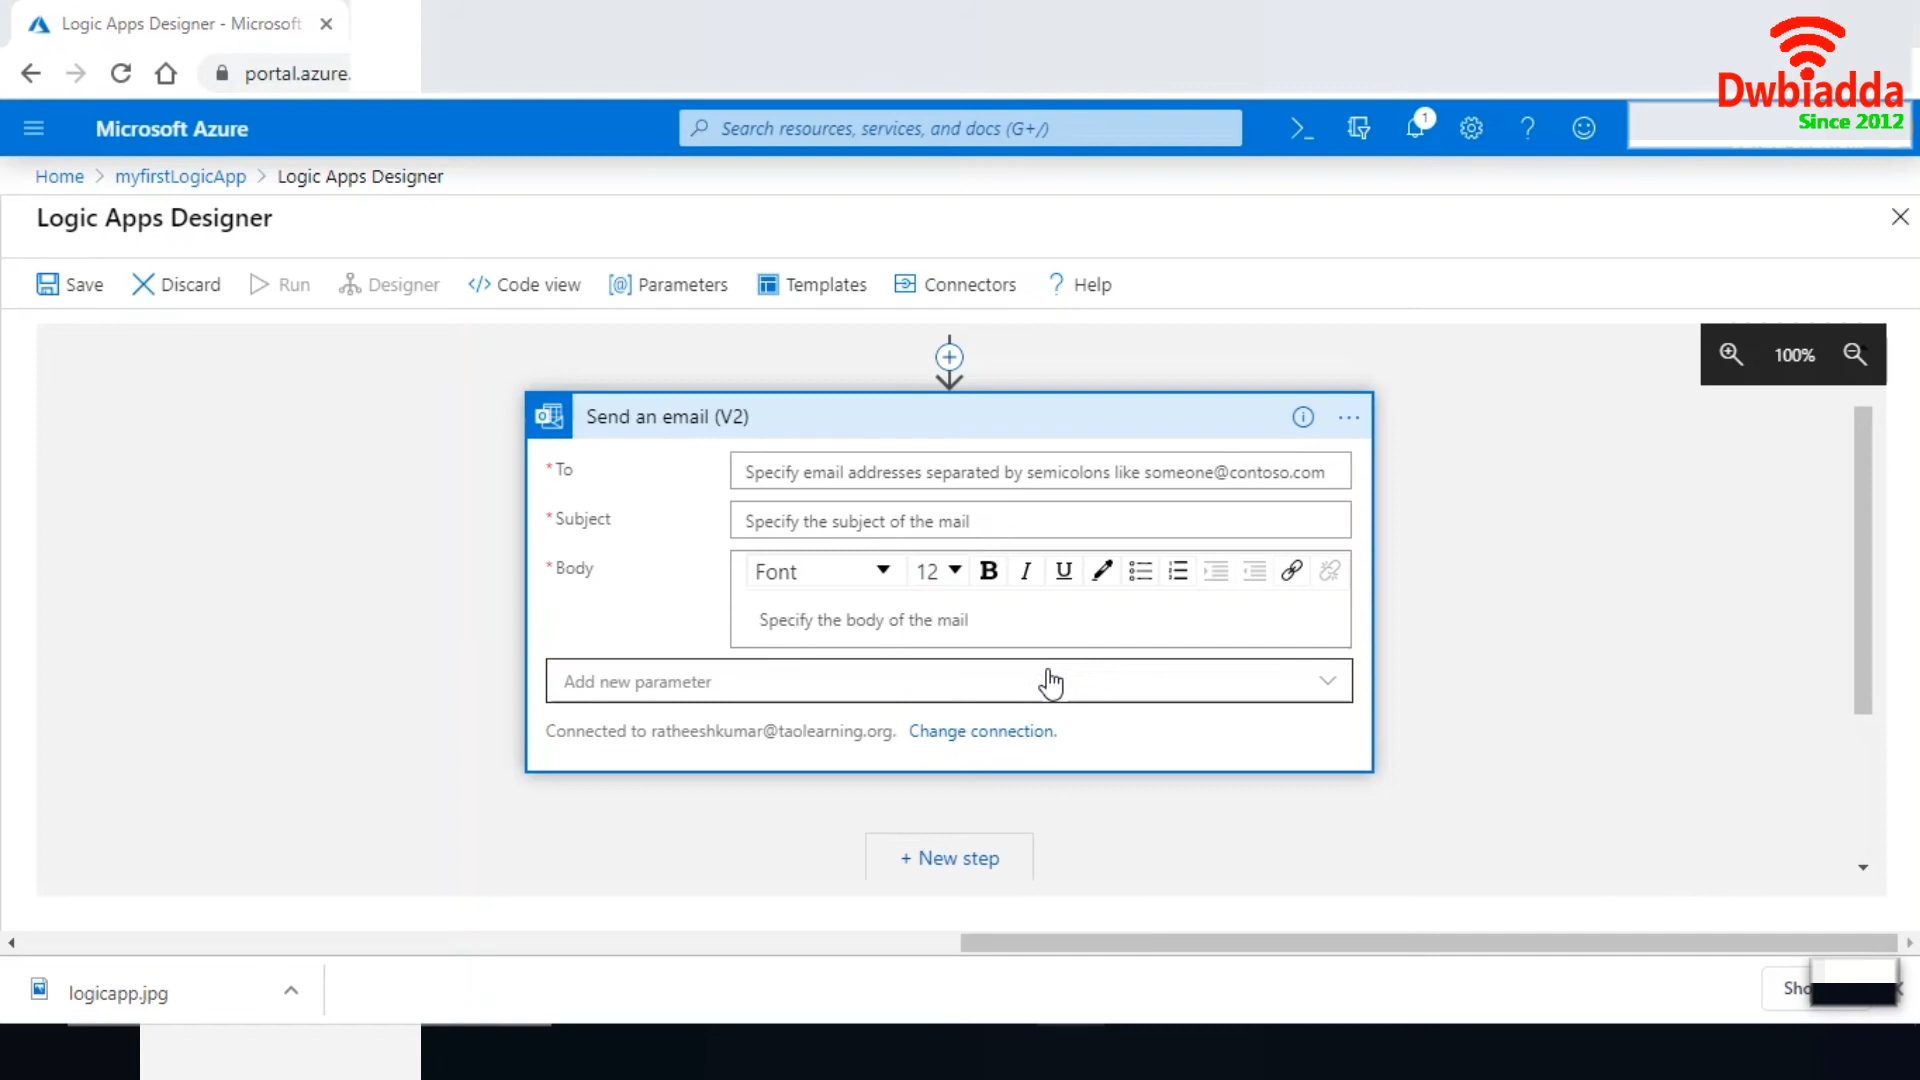 Logic Apps Designer - Microsoft
portal.azure.
Dwbiadda
Since 2012
Microsoft Azure
Search resources, services, and docs (G+/)
1
Home > myfirstLogicApp > Logic Apps Designer
Logic Apps Designer
Save Discard Run Designer </> Code view [@] Parameters Templates Connectors ? Help
100%
Send an email (V2)
* To
Specify email addresses separated by semicolons like someone@contoso.com
* Subject
Specify the subject of the mail
* Body
Font 12 B I U
Specify the body of the mail
Add new parameter
Connected to ratheeshkumar@taolearning.org. Change connection.
+ New step
logicapp.jpg
Sho